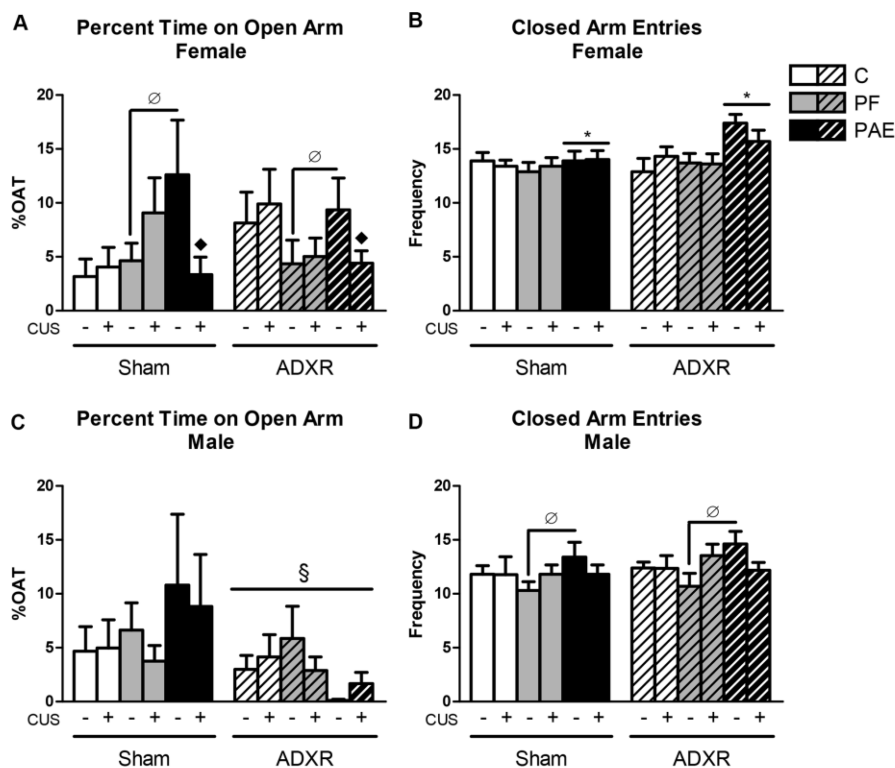 A
Percent Time on Open Arm
Female
20
15
10
5
0
%OAT
∅
∅
◆
◆
CUS - + - + - + - + - + - +
Sham ADXR
B
Closed Arm Entries
Female
20
15
10
5
0
Frequency
*
*
- + - + - + - + - + - +
Sham ADXR
C
PF
PAE
C
Percent Time on Open Arm
Male
20
15
10
5
0
%OAT
§
CUS - + - + - + - + - + - +
Sham ADXR
D
Closed Arm Entries
Male
20
15
10
5
0
Frequency
∅
∅
- + - + - + - + - + - +
Sham ADXR